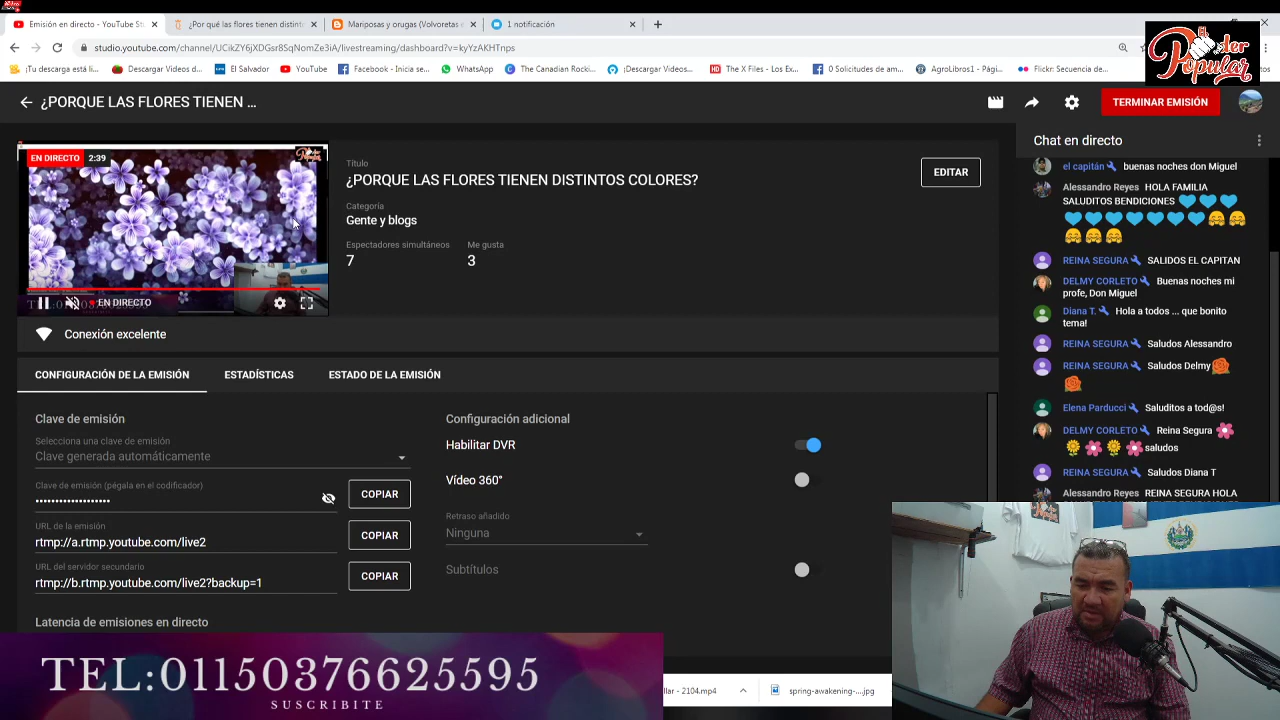 Emisión en directo - YouTube St
¿Por qué las flores tienen distint
Mariposas y orugas (Volvoretas e
1 notificación
studio.youtube.com/channel/UCikZY6jXDGsr8SqNomZe3iA/livestreaming/dashboard?v=kyYzAKHTnps
¡Tu descarga está li...
Descargar Videos d...
El Salvador
YouTube
Facebook - Inicia se...
WhatsApp
The Canadian Rocki...
¡Descargar Videos...
The X Files - Los Ex...
0 Solicitudes de am...
AgroLibros1 - Pági...
Flickr: Secuencia de...
El Poder
Popular
¿PORQUE LAS FLORES TIENEN ...
TERMINAR EMISIÓN
EN DIRECTO 2:39
EN DIRECTO
Título
¿PORQUE LAS FLORES TIENEN DISTINTOS COLORES?
EDITAR
Categoría
Gente y blogs
Espectadores simultáneos
Me gusta
7
3
Conexión excelente
CONFIGURACIÓN DE LA EMISIÓN
ESTADÍSTICAS
ESTADO DE LA EMISIÓN
Clave de emisión
Selecciona una clave de emisión
Clave generada automáticamente
Clave de emisión (pégala en el codificador)
COPIAR
URL de la emisión
rtmp://a.rtmp.youtube.com/live2
COPIAR
URL del servidor secundario
rtmp://b.rtmp.youtube.com/live2?backup=1
COPIAR
Latencia de emisiones en directo
Configuración adicional
Habilitar DVR
Vídeo 360°
Retraso añadido
Ninguna
Subtítulos
Chat en directo
el capitán buenas noches don Miguel
Alessandro Reyes HOLA FAMILIA
SALUDITOS BENDICIONES
REINA SEGURA SALIDOS EL CAPITAN
DELMY CORLETO Buenas noches mi
profe, Don Miguel
Diana T. Hola a todos ... que bonito
tema!
REINA SEGURA Saludos Alessandro
REINA SEGURA Saludos Delmy
Elena Parducci Saluditos a tod@s!
DELMY CORLETO Reina Segura
saludos
REINA SEGURA Saludos Diana T
Alessandro Reyes REINA SEGURA HOLA
TEL:01150376625595
SUSCRIBITE
llar - 2104.mp4
spring-awakening-....jpg